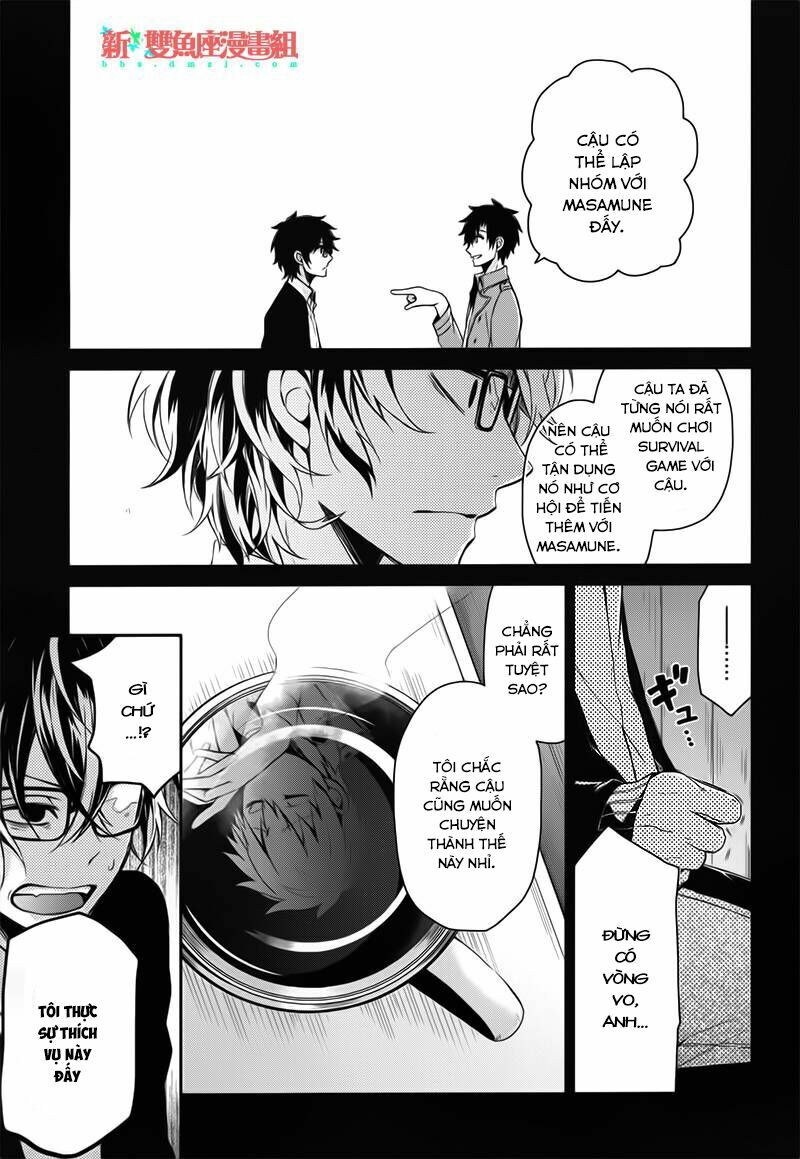 新☆雙魚座漫畫組
bbs.dmzj.com
CẬU CÓ
THỂ LẬP
NHÓM VỚI
MASAMUNE
ĐẤY.
CẬU TA ĐÃ
TỪNG NÓI RẤT
MUỐN CHƠI
SURVIVAL
GAME VỚI
CẬU.
NÊN CẬU
CÓ THỂ
TẬN DỤNG
NÓ NHƯ CƠ
HỘI ĐỂ TIẾN
THÊM VỚI
MASAMUNE.
..........
ギュ...
ĐỪNG
CÓ
VÒNG
VO,
ANH...
CHẲNG
PHẢI RẤT
TUYỆT
SAO?
TÔI CHẮC
RẰNG CẬU
CŨNG MUỐN
CHUYỆN
THÀNH THẾ
NÀY NHỈ.
GÌ
CHỨ
...!?
TÔI THỰC
SỰ THÍCH
VỤ NÀY
ĐẤY